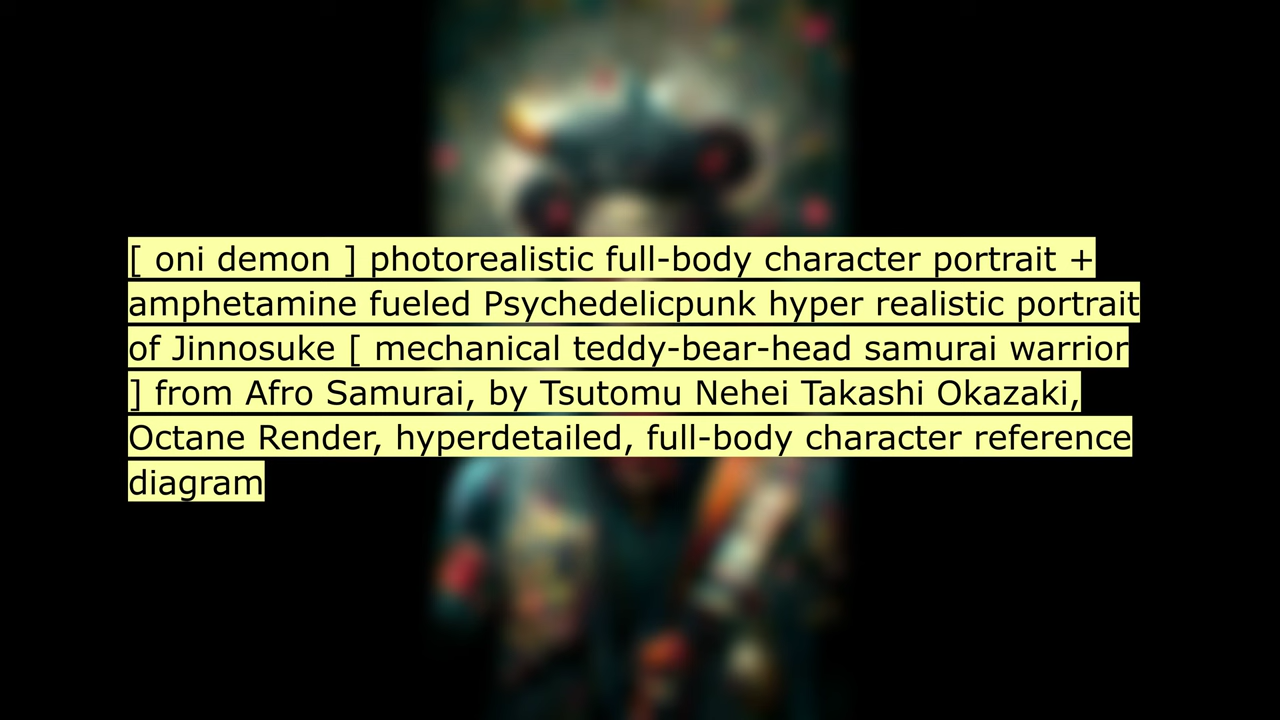 [ oni demon ] photorealistic full-body character portrait +
amphetamine fueled Psychedelicpunk hyper realistic portrait
of Jinnosuke [ mechanical teddy-bear-head samurai warrior
] from Afro Samurai, by Tsutomu Nehei Takashi Okazaki,
Octane Render, hyperdetailed, full-body character reference
diagram